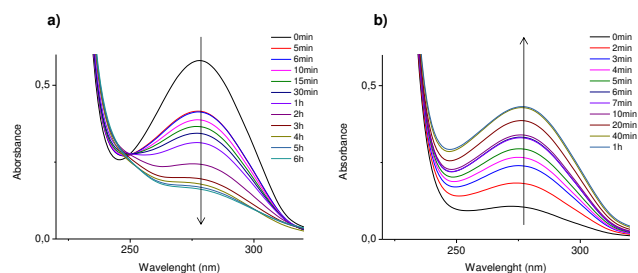 a)
0,5
0,0
250
300
Aborsbance
Wavelenght (nm)
0min
5min
6min
10min
15min
30min
1h
2h
3h
4h
5h
6h
b)
0,5
0,0
250
300
Absorbance
Wavelenght (nm)
0min
2min
3min
4min
5min
6min
7min
10min
20min
40min
1h